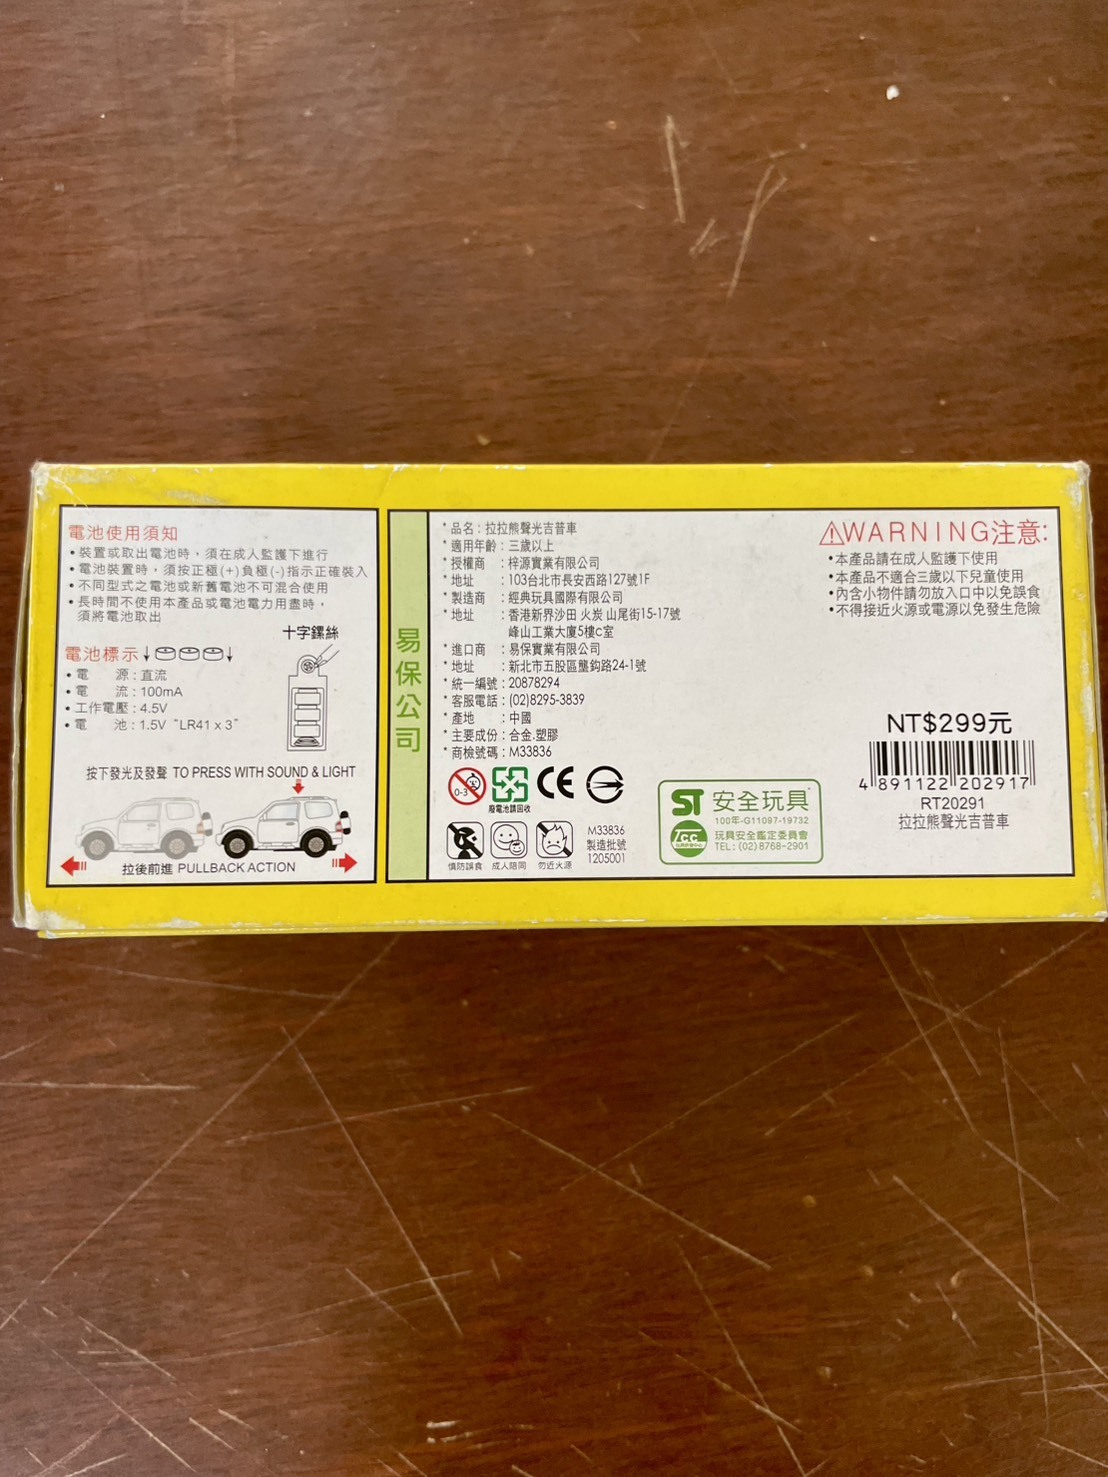 電池使用須知
•裝置或取出電池時，須在成人監護下進行
•電池裝置時，須按正極(+)負極(-)指示正確裝入
•不同型式之電池或新舊電池不可混合使用
•長時間不使用本產品或電池電力用盡時，
須將電池取出
十字鏍絲
電池標示
•電　　源：直流
•電　　流：100mA
•工作電壓：4.5V
•電　　池：1.5V "LR41 x 3"
按下發光及發聲 TO PRESS WITH SOUND & LIGHT
拉後前進 PULLBACK ACTION
易保公司
*品名：拉拉熊聲光吉普車
*適用年齡：三歲以上
*授權商　：梓源實業有限公司
*地址　　：103台北市長安西路127號1F
*製造商　：經典玩具國際有限公司
*地址　　：香港新界沙田 火炭 山尾街15-17號
峰山工業大廈5樓c室
*進口商　：易保實業有限公司
*地址　　：新北市五股區壟鈎路24-1號
*統一編號：20878294
*客服電話：(02)8295-3839
*產地　　：中國
*主要成份：合金.塑膠
*商檢號碼：M33836
0-3
廢電池請回收
CE
慎防誤食 成人陪同 勿近火源
M33836
製造批號
1205001
ST 安全玩具
100年-G11097-19732
TCC
玩具安全鑑定委員會
TEL：(02)8768-2901
⚠WARNING注意:
•本產品請在成人監護下使用
•本產品不適合三歲以下兒童使用
•內含小物件請勿放入口中以免誤食
•不得接近火源或電源以免發生危險
NT$299元
4 891122 202917
RT20291
拉拉熊聲光吉普車